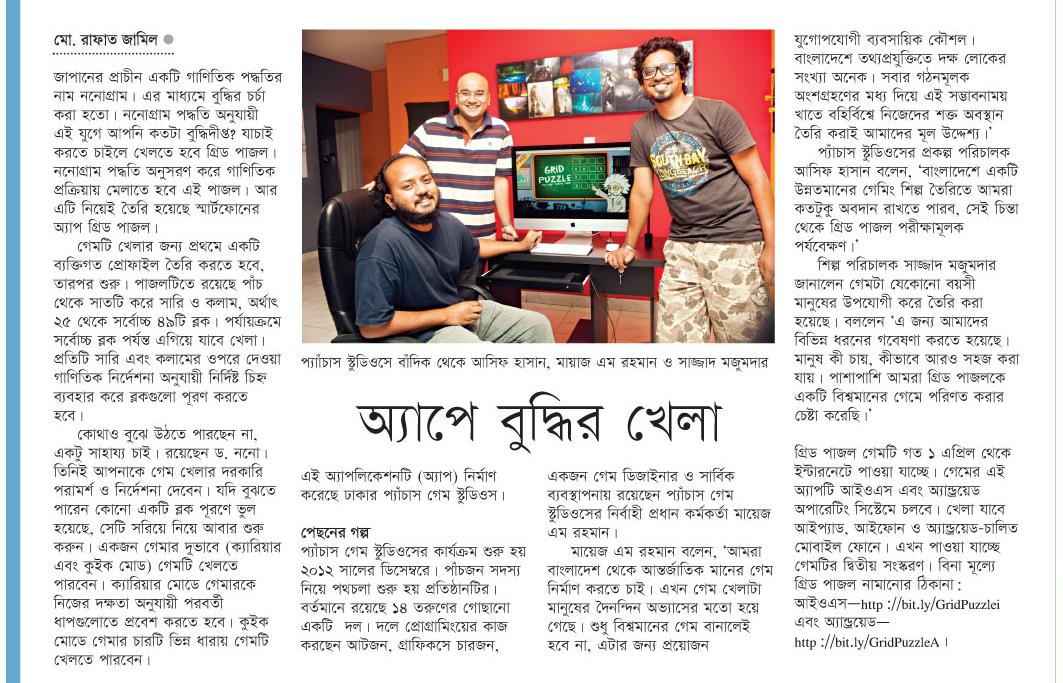 মো. রাফাত জামিল
জাপানের প্রাচীন একটি গাণিতিক পদ্ধতির
নাম ননোগ্রাম। এর মাধ্যমে বুদ্ধির চর্চা
করা হতো। ননোগ্রাম পদ্ধতি অনুযায়ী
এই যুগে আপনি কতটা বুদ্ধিদীপ্ত? যাচাই
করতে চাইলে খেলতে হবে গ্রিড পাজল।
ননোগ্রাম পদ্ধতি অনুসরণ করে গাণিতিক
প্রক্রিয়ায় মেলাতে হবে এই পাজল। আর
এটি নিয়েই তৈরি হয়েছে স্মার্টফোনের
অ্যাপ গ্রিড পাজল।
গেমটি খেলার জন্য প্রথমে একটি
ব্যক্তিগত প্রোফাইল তৈরি করতে হবে,
তারপর শুরু। পাজলটিতে রয়েছে পাঁচ
থেকে সাতটি করে সারি ও কলাম, অর্থাৎ
২৫ থেকে সর্বোচ্চ ৪৯টি ব্লক। পর্যায়ক্রমে
সর্বোচ্চ ব্লক পর্যন্ত এগিয়ে যাবে খেলা।
প্রতিটি সারি এবং কলামের ওপরে দেওয়া
গাণিতিক নির্দেশনা অনুযায়ী নির্দিষ্ট চিহ্ন
ব্যবহার করে ব্লকগুলো পূরণ করতে
হবে।
কোথাও বুঝে উঠতে পারছেন না,
একটু সাহায্য চাই। রয়েছেন ড. ননো।
তিনিই আপনাকে গেম খেলার দরকারি
পরামর্শ ও নির্দেশনা দেবেন। যদি বুঝতে
পারেন কোনো একটি ব্লক পূরণে ভুল
হয়েছে, সেটি সরিয়ে নিয়ে আবার শুরু
করুন। একজন গেমার দুভাবে (ক্যারিয়ার
এবং কুইক মোড) গেমটি খেলতে
পারবেন। ক্যারিয়ার মোডে গেমারকে
নিজের দক্ষতা অনুযায়ী পরবর্তী
ধাপগুলোতে প্রবেশ করতে হবে। কুইক
মোডে গেমার চারটি ভিন্ন ধারায় গেমটি
খেলতে পারবেন।
GRID
PUZZLE
SOUTH BAY
LONGBEACH
প্যাঁচাস স্টুডিওসে বাঁদিক থেকে আসিফ হাসান, মায়াজ এম রহমান ও সাজ্জাদ মজুমদার
অ্যাপে বুদ্ধির খেলা
এই অ্যাপলিকেশনটি (অ্যাপ) নির্মাণ
করেছে ঢাকার প্যাঁচাস গেম স্টুডিওস।
পেছনের গল্প
প্যাঁচাস গেম স্টুডিওসের কার্যক্রম শুরু হয়
২০১২ সালের ডিসেম্বরে। পাঁচজন সদস্য
নিয়ে পথচলা শুরু হয় প্রতিষ্ঠানটির।
বর্তমানে রয়েছে ১৪ তরুণের গোছানো
একটি দল। দলে প্রোগ্রামিংয়ের কাজ
করছেন আটজন, গ্রাফিকসে চারজন,
একজন গেম ডিজাইনার ও সার্বিক
ব্যবস্থাপনায় রয়েছেন প্যাঁচাস গেম
স্টুডিওসের নির্বাহী প্রধান কর্মকর্তা মায়েজ
এম রহমান।
মায়েজ এম রহমান বলেন, ‘আমরা
বাংলাদেশ থেকে আন্তর্জাতিক মানের গেম
নির্মাণ করতে চাই। এখন গেম খেলাটা
মানুষের দৈনন্দিন অভ্যাসের মতো হয়ে
গেছে। শুধু বিশ্বমানের গেম বানালেই
হবে না, এটার জন্য প্রয়োজন
যুগোপযোগী ব্যবসায়িক কৌশল।
বাংলাদেশে তথ্যপ্রযুক্তিতে দক্ষ লোকের
সংখ্যা অনেক। সবার গঠনমূলক
অংশগ্রহণের মধ্য দিয়ে এই সম্ভাবনাময়
খাতে বহির্বিশ্বে নিজেদের শক্ত অবস্থান
তৈরি করাই আমাদের মূল উদ্দেশ্য।’
প্যাঁচাস স্টুডিওসের প্রকল্প পরিচালক
আসিফ হাসান বলেন, ‘বাংলাদেশে একটি
উন্নতমানের গেমিং শিল্প তৈরিতে আমরা
কতটুকু অবদান রাখতে পারব, সেই চিন্তা
থেকে গ্রিড পাজল পরীক্ষামূলক
পর্যবেক্ষণ।’
শিল্প পরিচালক সাজ্জাদ মজুমদার
জানালেন গেমটা যেকোনো বয়সী
মানুষের উপযোগী করে তৈরি করা
হয়েছে। বললেন ‘এ জন্য আমাদের
বিভিন্ন ধরনের গবেষণা করতে হয়েছে।
মানুষ কী চায়, কীভাবে আরও সহজ করা
যায়। পাশাপাশি আমরা গ্রিড পাজলকে
একটি বিশ্বমানের গেমে পরিণত করার
চেষ্টা করেছি।’
গ্রিড পাজল গেমটি গত ১ এপ্রিল থেকে
ইন্টারনেটে পাওয়া যাচ্ছে। গেমের এই
অ্যাপটি আইওএস এবং অ্যান্ড্রয়েড
অপারেটিং সিস্টেমে চলবে। খেলা যাবে
আইপ্যাড, আইফোন ও অ্যান্ড্রয়েড-চালিত
মোবাইল ফোনে। এখন পাওয়া যাচ্ছে
গেমটির দ্বিতীয় সংস্করণ। বিনা মূল্যে
গ্রিড পাজল নামানোর ঠিকানা :
আইওএস—http ://bit.ly/GridPuzzlei
এবং অ্যান্ড্রয়েড—
http ://bit.ly/GridPuzzleA ।